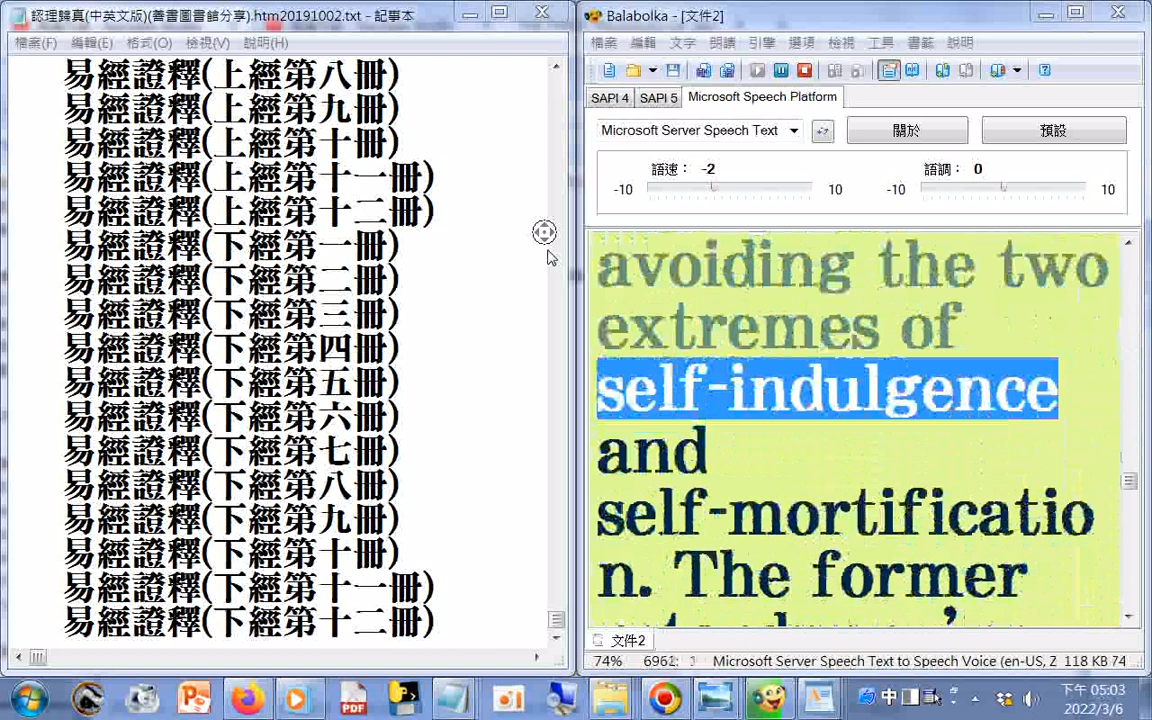 認理歸真(中英文版)(善書圖書館分享).htm20191002.txt - 記事本
檔案(F) 編輯(E) 格式(O) 檢視(V) 說明(H)
易經證釋(上經第八冊)
易經證釋(上經第九冊)
易經證釋(上經第十冊)
易經證釋(上經第十一冊)
易經證釋(上經第十二冊)
易經證釋(下經第一冊)
易經證釋(下經第二冊)
易經證釋(下經第三冊)
易經證釋(下經第四冊)
易經證釋(下經第五冊)
易經證釋(下經第六冊)
易經證釋(下經第七冊)
易經證釋(下經第八冊)
易經證釋(下經第九冊)
易經證釋(下經第十冊)
易經證釋(下經第十一冊)
易經證釋(下經第十二冊)
Balabolka - [文件2]
檔案 編輯 文字 朗讀 引擎 選項 檢視 工具 書籤 說明
SAPI 4 SAPI 5 Microsoft Speech Platform
Microsoft Server Speech Text 關於 預設
語速: -2 語調: 0
-10 10 -10 10
avoiding the two
extremes of
self-indulgence
and
self-mortificatio
n. The former
文件2
74% 6961: Microsoft Server Speech Text to Speech Voice (en-US, Z 118 KB 74
PDF 中 下午 05:03
2022/3/6